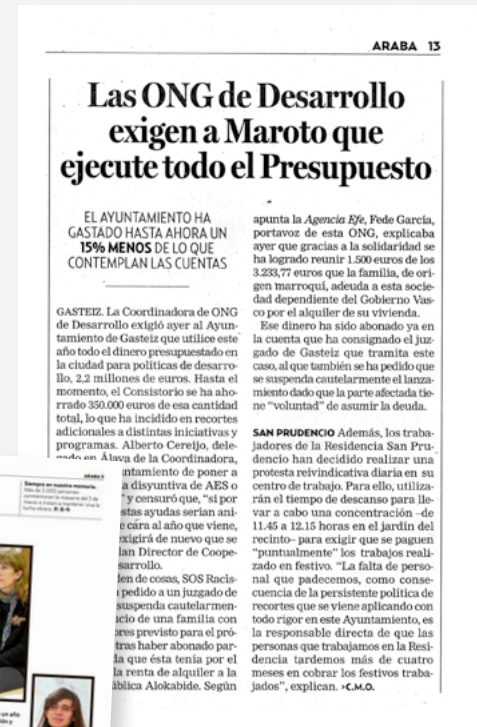 ARABA 13
Las ONG de Desarrollo
exigen a Maroto que
ejecute todo el Presupuesto
EL AYUNTAMIENTO HA
GASTADO HASTA AHORA UN
15% MENOS DE LO QUE
CONTEMPLAN LAS CUENTAS
GASTEIZ. La Coordinadora de ONG
de Desarrollo exigió ayer al Ayun-
tamiento de Gasteiz que utilice este
año todo el dinero presupuestado en
la ciudad para políticas de desarro-
llo, 2,2 millones de euros. Hasta el
momento, el Consistorio se ha aho-
rrado 350.000 euros de esa cantidad
total, lo que ha incidido en recortes
adicionales a distintas iniciativas y
programas. Alberto Cereijo, dele-
gado en Álava de la Coordinadora,
ntamiento de poner a
a disyuntiva de AES o
y censuró que, "si por
stas ayudas serían ani-
e cara al año que viene,
exigirá de nuevo que se
lan Director de Coope-
sarrollo.
den de cosas, SOS Racis-
pedido a un juzgado de
suspenda cautelarmen-
cio de una familia con
ores previsto para el pró-
tras haber abonado par-
da que ésta tenía por el
la renta de alquiler a la
ública Alokabide. Según
apunta la Agencia Efe, Fede García,
portavoz de esta ONG, explicaba
ayer que gracias a la solidaridad se
ha logrado reunir 1.500 euros de los
3.233,77 euros que la familia, de ori-
gen marroquí, adeuda a esta socie-
dad dependiente del Gobierno Vas-
co por el alquiler de su vivienda.
Ese dinero ha sido abonado ya en
la cuenta que ha consignado el juz-
gado de Gasteiz que tramita este
caso, al que también se ha pedido que
se suspenda cautelarmente el lanza-
miento dado que la parte afectada tie-
ne "voluntad" de asumir la deuda.
SAN PRUDENCIO Además, los traba-
jadores de la Residencia San Pru-
dencio han decidido realizar una
protesta reivindicativa diaria en su
centro de trabajo. Para ello, utiliza-
rán el tiempo de descanso para lle-
var a cabo una concentración –de
11.45 a 12.15 horas en el jardín del
recinto– para exigir que se paguen
"puntualmente" los trabajos reali-
zado en festivo. "La falta de perso-
nal que padecemos, como conse-
cuencia de la persistente política de
recortes que se viene aplicando con
todo rigor en este Ayuntamiento, es
la responsable directa de que las
personas que trabajamos en la Resi-
dencia tardemos más de cuatro
meses en cobrar los festivos traba-
jados", explican. >C.M.O.
Siempre en nuestra memoria.